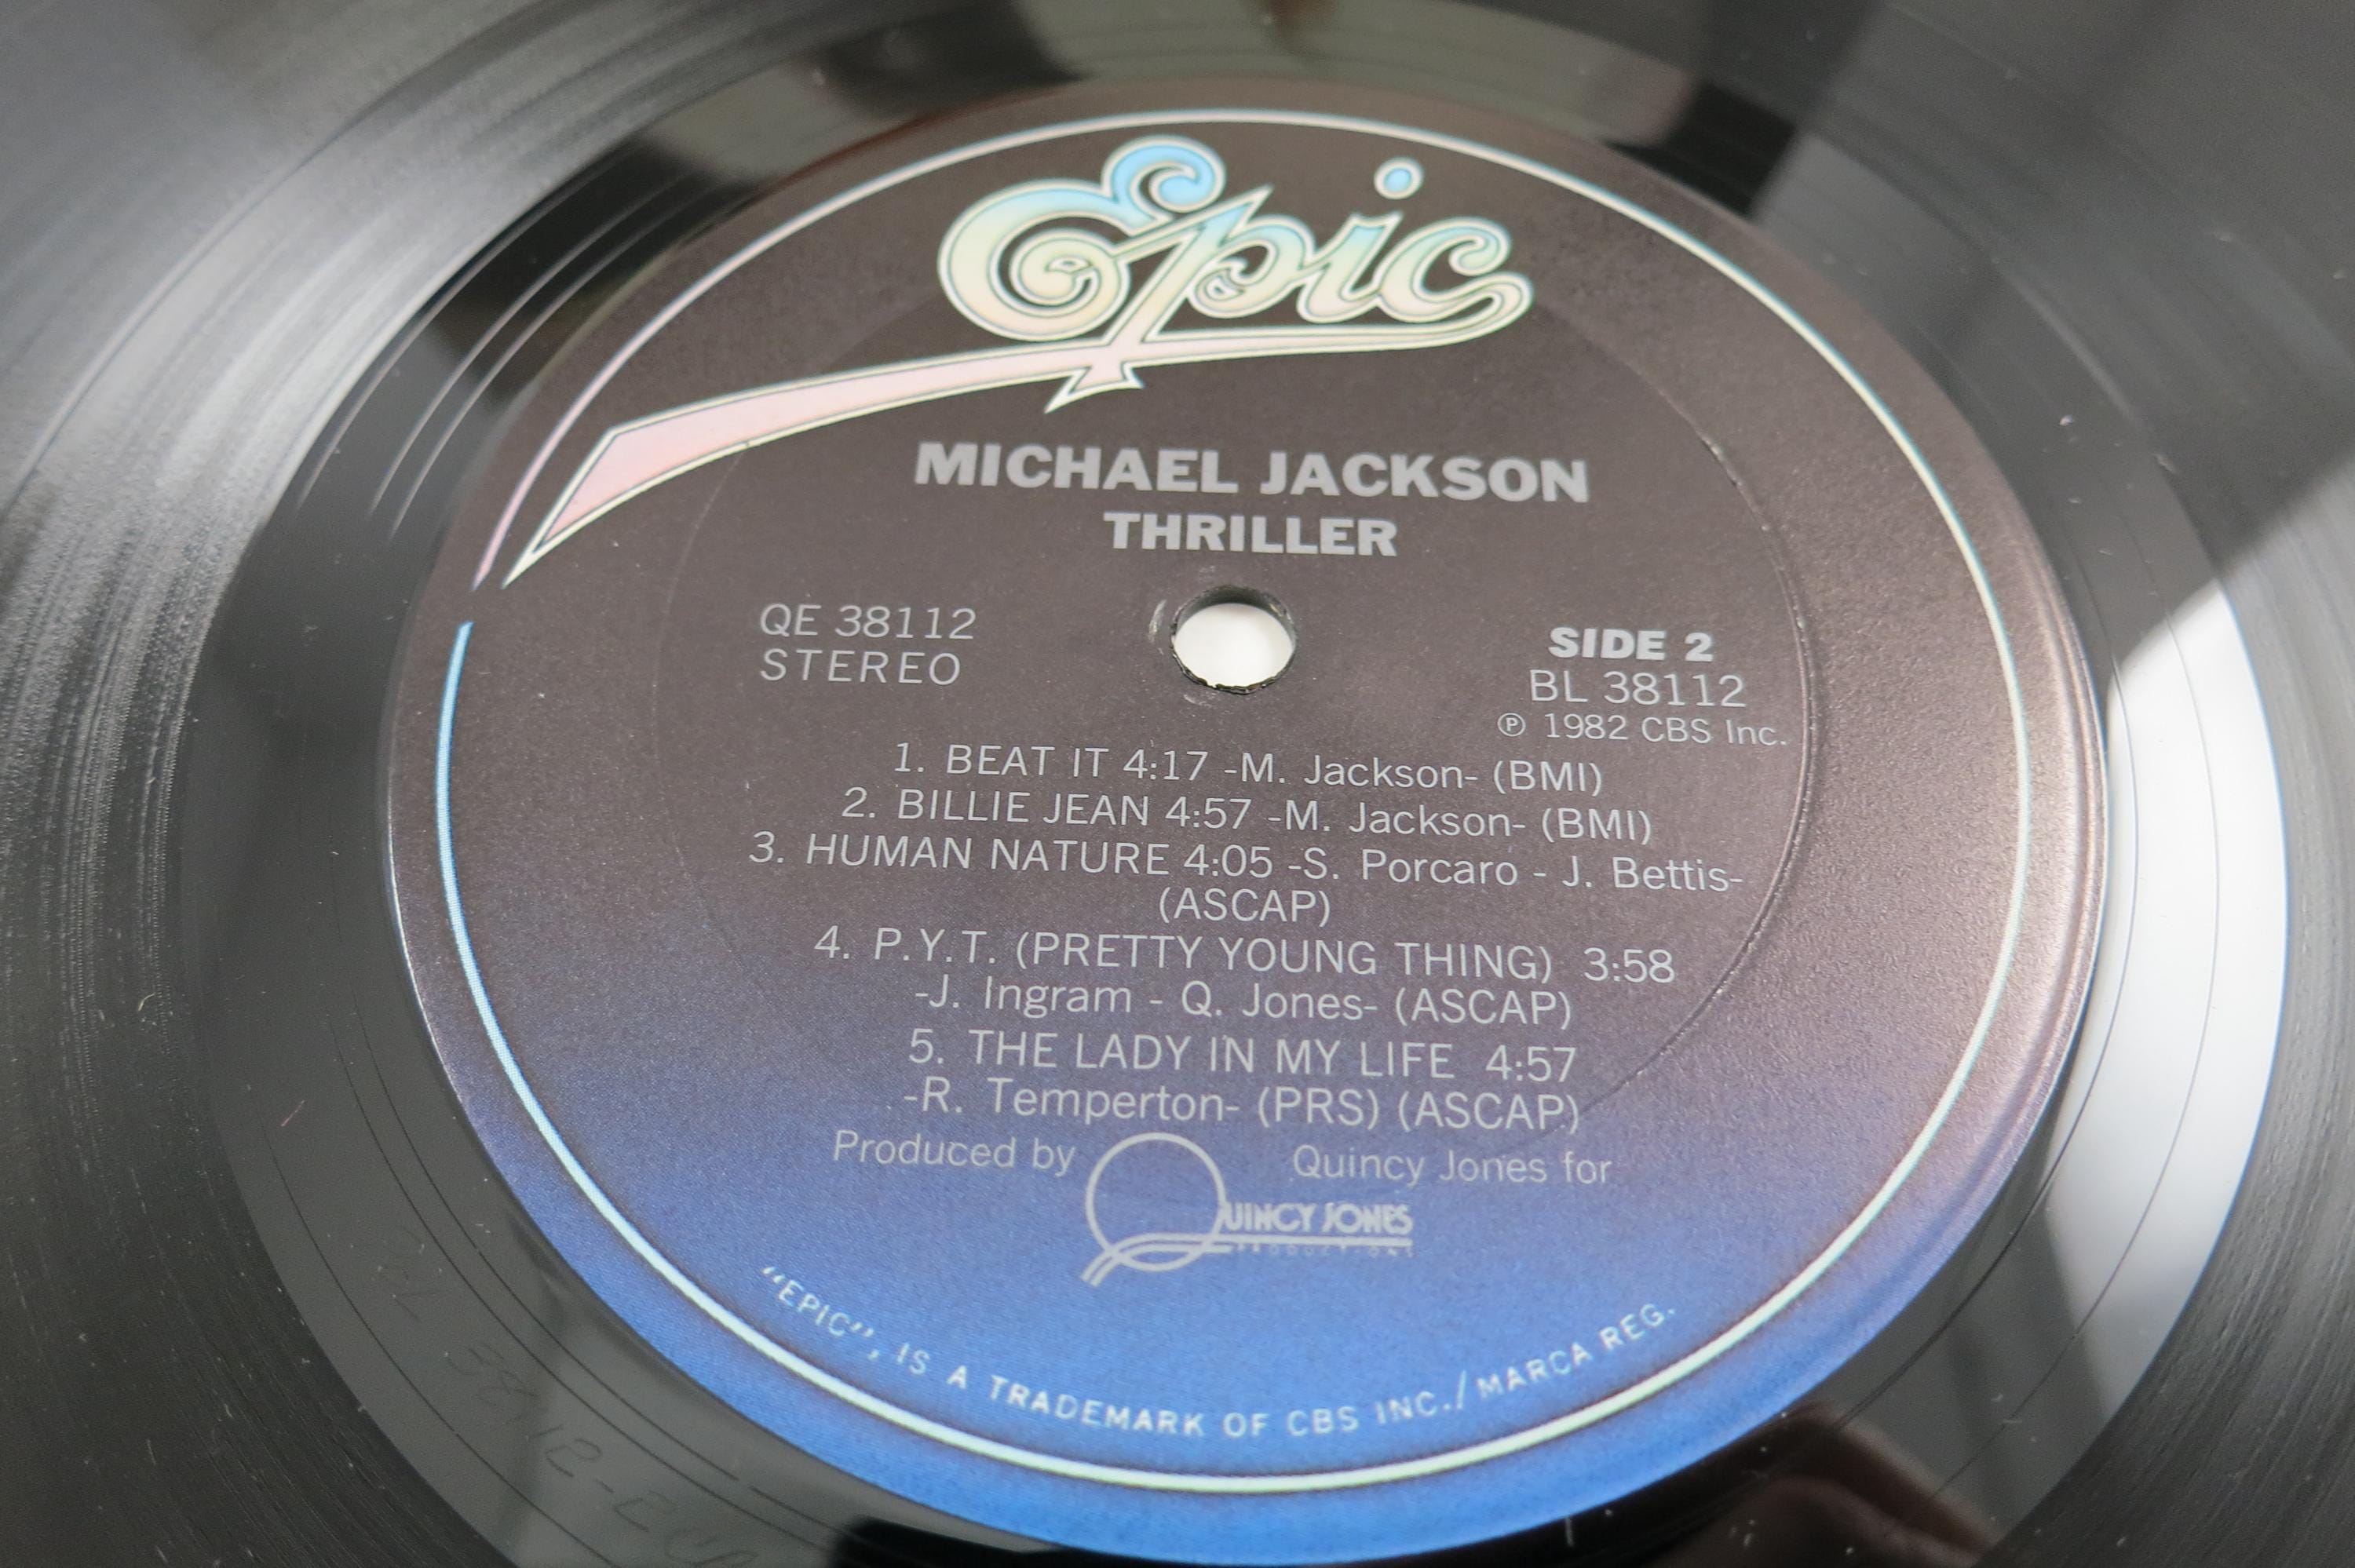 Epic
MICHAEL JACKSON
THRILLER
QE 38112
STEREO
SIDE 2
BL 38112
℗ 1982 CBS Inc.
1. BEAT IT 4:17 -M. Jackson- (BMI)
2. BILLIE JEAN 4:57 -M. Jackson- (BMI)
3. HUMAN NATURE 4:05 -S. Porcaro - J. Bettis-
(ASCAP)
4. P.Y.T. (PRETTY YOUNG THING) 3:58
-J. Ingram - Q. Jones- (ASCAP)
5. THE LADY IN MY LIFE 4:57
-R. Temperton- (PRS) (ASCAP)
Produced by Quincy Jones for
QUINCY JONES
PRODUCTIONS
"EPIC", IS A TRADEMARK OF CBS INC./MARCA REG.